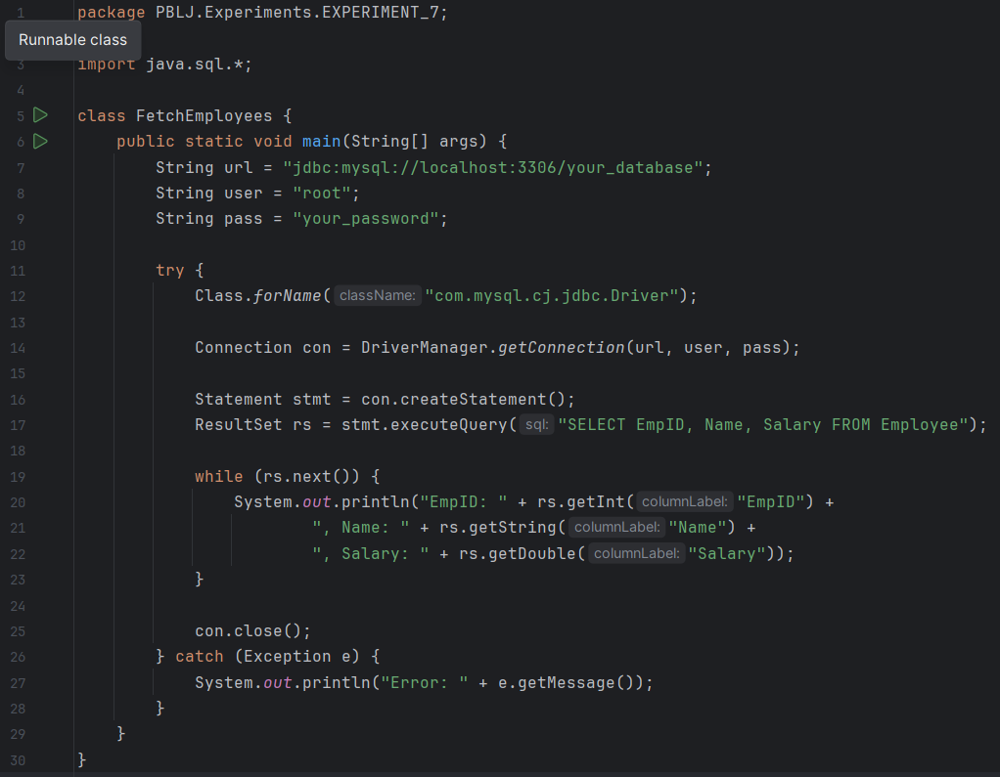 1 package PBLJ.Experiments.EXPERIMENT_7;
Runnable class
3 import java.sql.*;
4
5 class FetchEmployees {
6 public static void main(String[] args) {
7 String url = "jdbc:mysql://localhost:3306/your_database";
8 String user = "root";
9 String pass = "your_password";
10
11 try {
12 Class.forName( className: "com.mysql.cj.jdbc.Driver");
13
14 Connection con = DriverManager.getConnection(url, user, pass);
15
16 Statement stmt = con.createStatement();
17 ResultSet rs = stmt.executeQuery( sql: "SELECT EmpID, Name, Salary FROM Employee");
18
19 while (rs.next()) {
20 System.out.println("EmpID: " + rs.getInt( columnLabel: "EmpID") +
21 ", Name: " + rs.getString( columnLabel: "Name") +
22 ", Salary: " + rs.getDouble( columnLabel: "Salary"));
23 }
24
25 con.close();
26 } catch (Exception e) {
27 System.out.println("Error: " + e.getMessage());
28 }
29 }
30 }